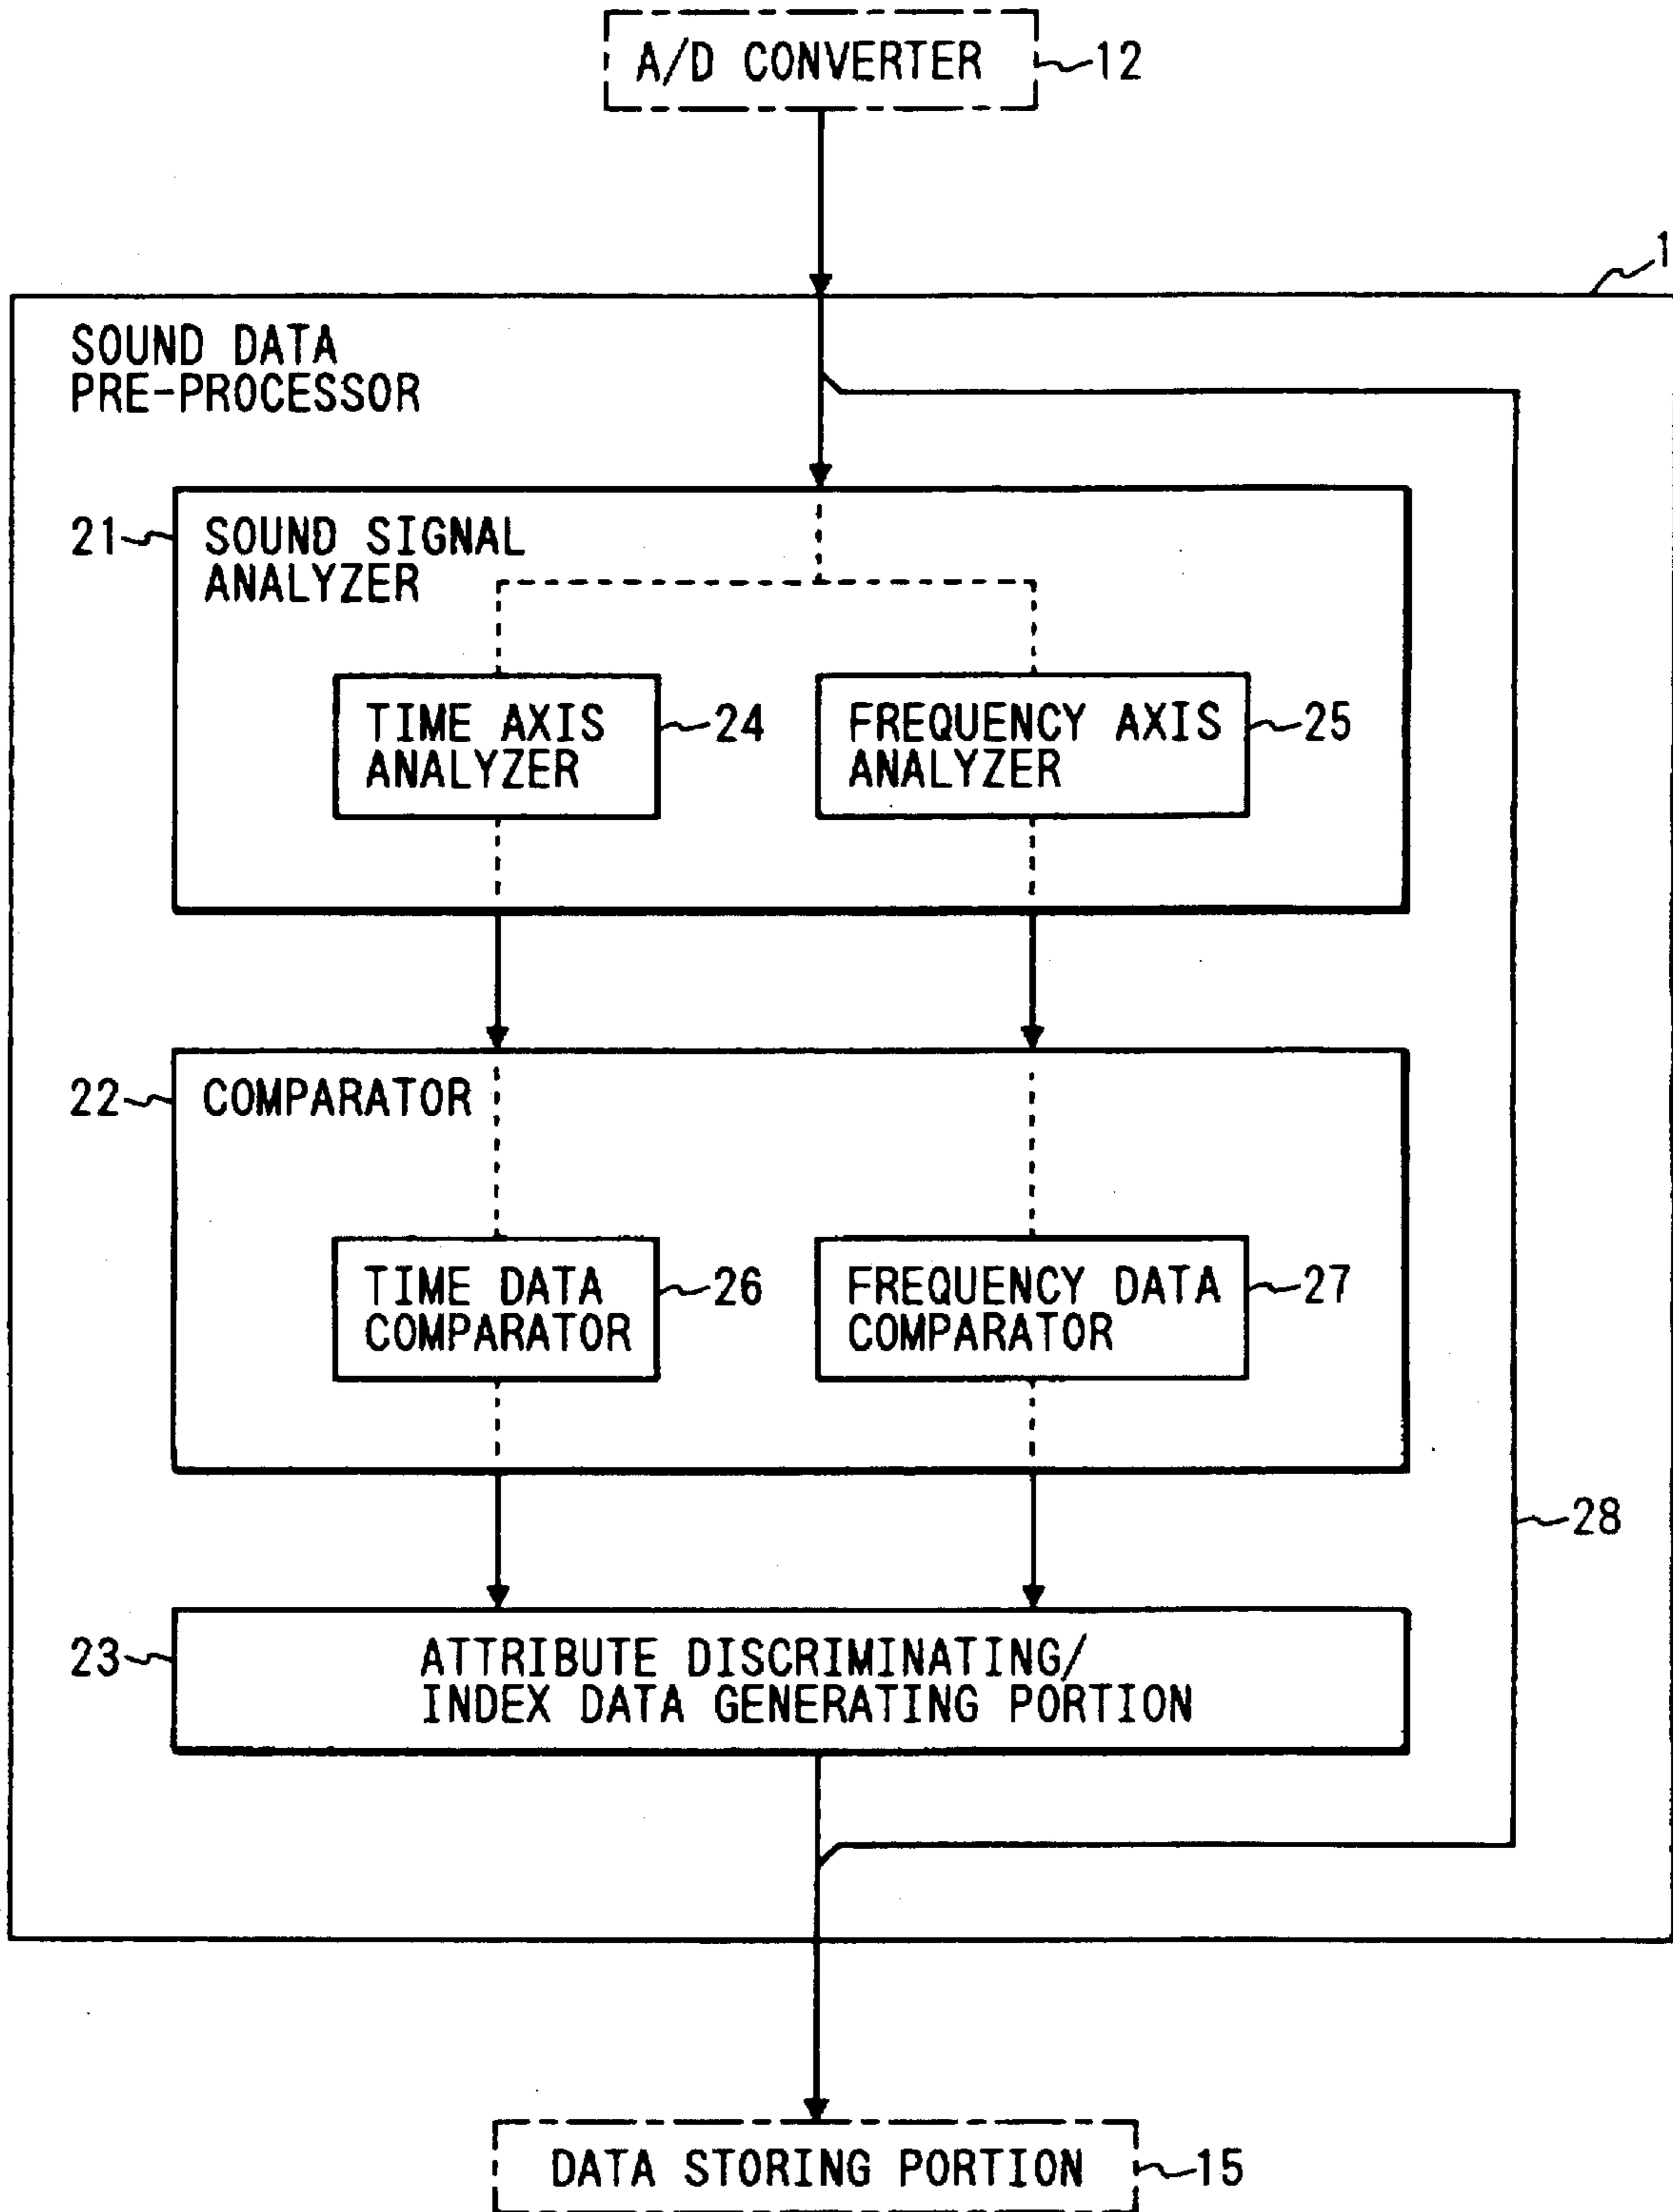 A/D CONVERTER
12
1
SOUND DATA
PRE-PROCESSOR
21
SOUND SIGNAL
ANALYZER
TIME AXIS
ANALYZER
24
FREQUENCY AXIS
ANALYZER
25
22
COMPARATOR
TIME DATA
COMPARATOR
26
FREQUENCY DATA
COMPARATOR
27
28
23
ATTRIBUTE DISCRIMINATING/
INDEX DATA GENERATING PORTION
DATA STORING PORTION
15